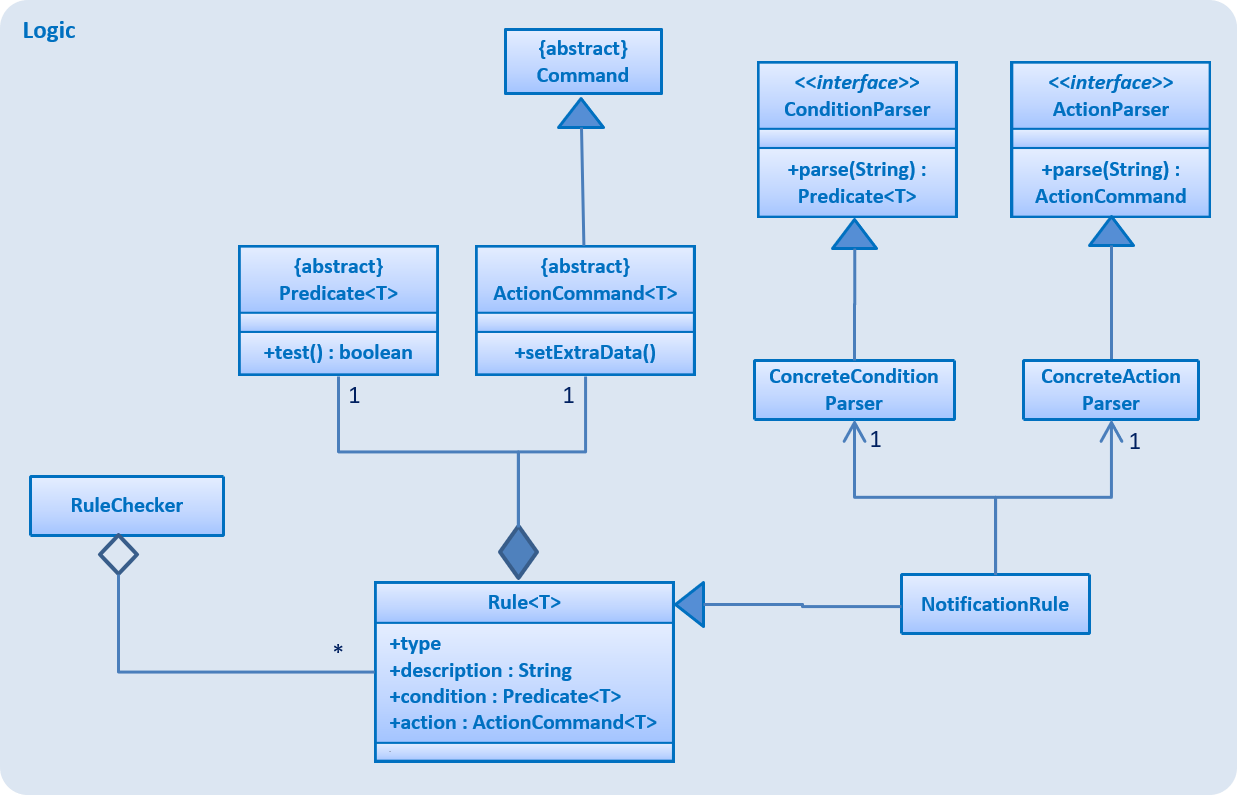 Logic
{abstract}
Command
<<interface>>
ConditionParser
+parse(String) :
Predicate<T>
<<interface>>
ActionParser
+parse(String) :
ActionCommand
{abstract}
Predicate<T>
+test() : boolean
{abstract}
ActionCommand<T>
+setExtraData()
1
1
ConcreteCondition
Parser
ConcreteAction
Parser
1
1
RuleChecker
*
Rule<T>
+type
+description : String
+condition : Predicate<T>
+action : ActionCommand<T>
NotificationRule